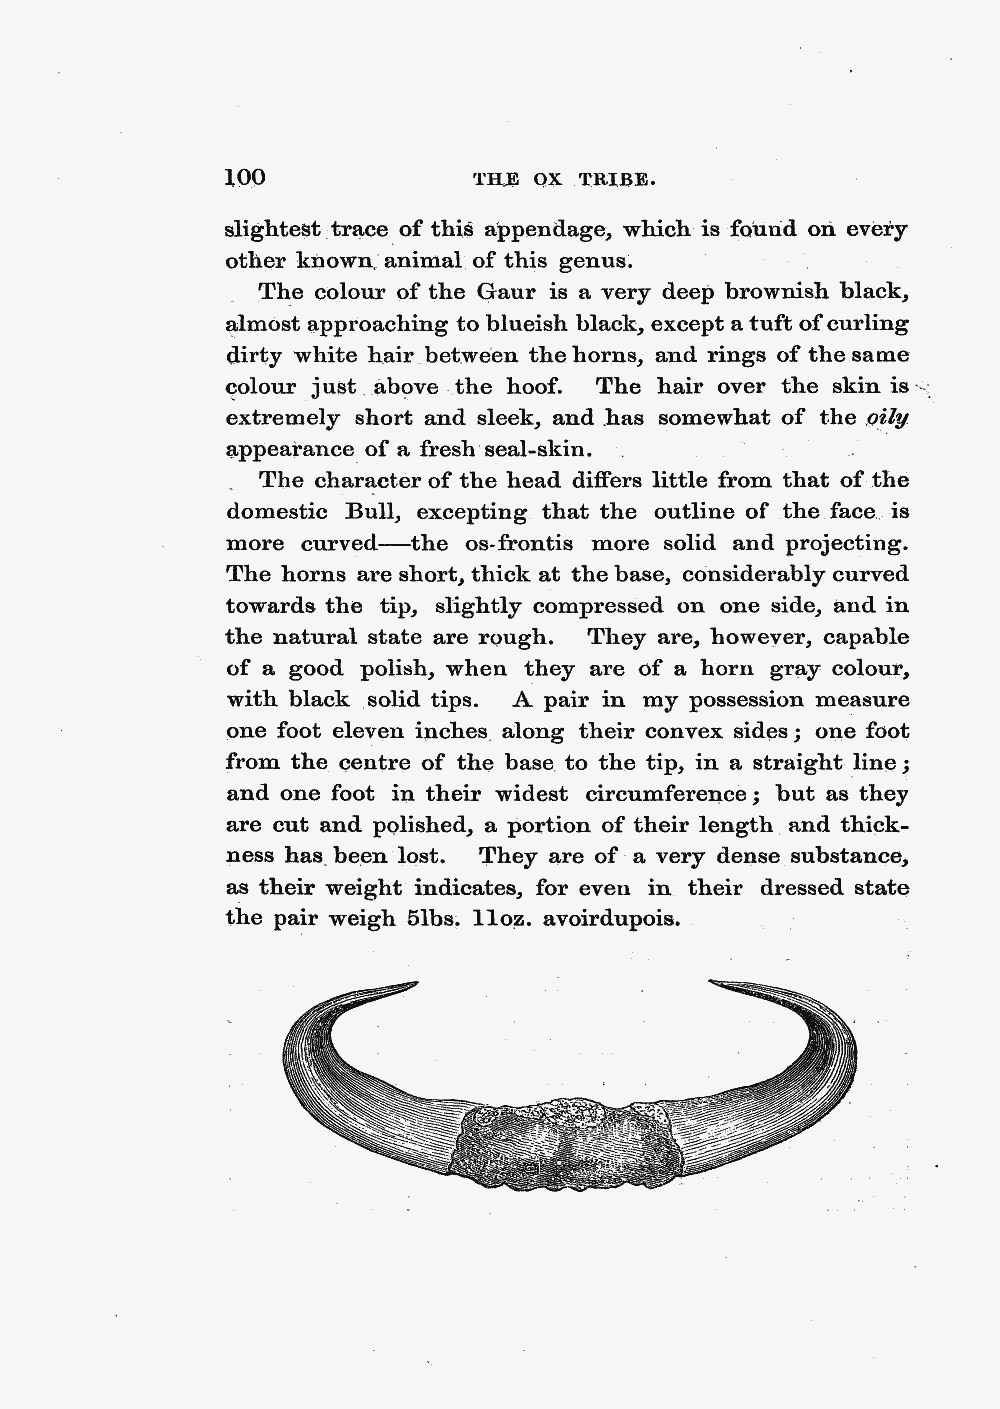 100 THE OX TRIBE.
slightest trace of this appendage, which is found on every
other known animal of this genus.
The colour of the Gaur is a very deep brownish black,
almost approaching to blueish black, except a tuft of curling
dirty white hair between the horns, and rings of the same
colour just above the hoof. The hair over the skin is
extremely short and sleek, and has somewhat of the oily
appearance of a fresh seal-skin.
The character of the head differs little from that of the
domestic Bull, excepting that the outline of the face is
more curved—the os-frontis more solid and projecting.
The horns are short, thick at the base, considerably curved
towards the tip, slightly compressed on one side, and in
the natural state are rough. They are, however, capable
of a good polish, when they are of a horn gray colour,
with black solid tips. A pair in my possession measure
one foot eleven inches along their convex sides; one foot
from the centre of the base to the tip, in a straight line;
and one foot in their widest circumference; but as they
are cut and polished, a portion of their length and thick-
ness has been lost. They are of a very dense substance,
as their weight indicates, for even in their dressed state
the pair weigh 5lbs. 11oz. avoirdupois.